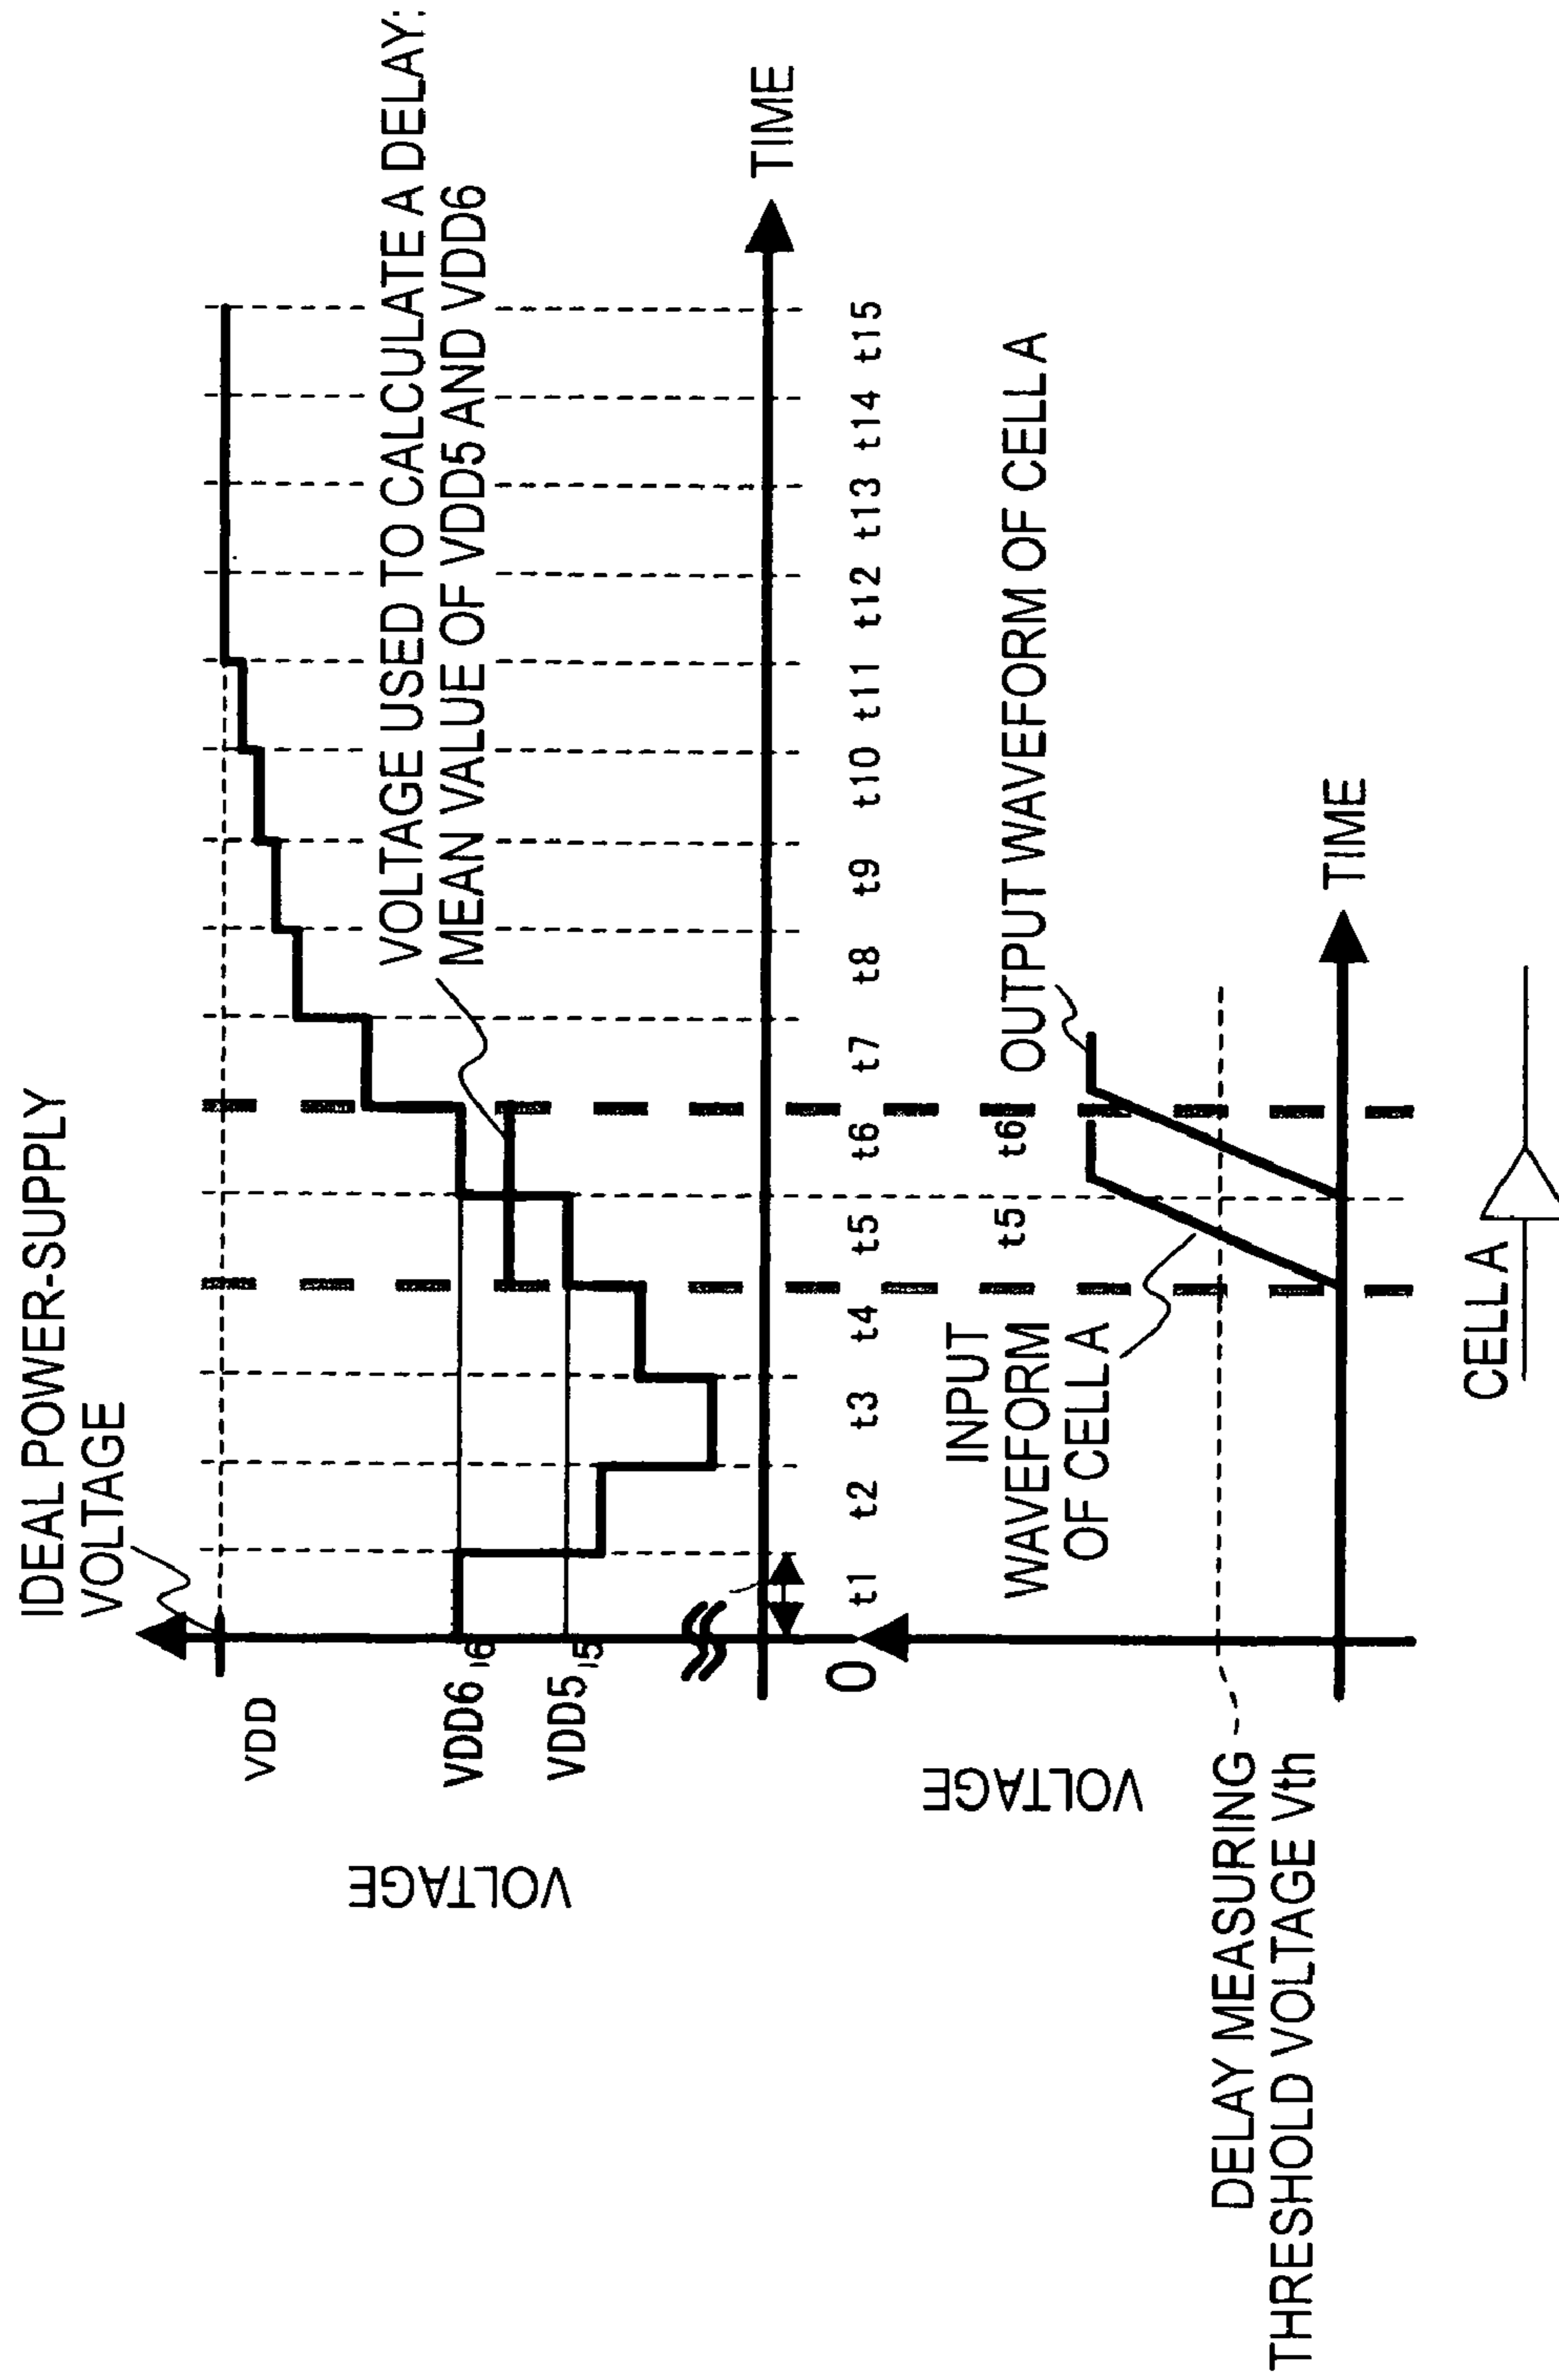 IDEAL POWER-SUPPLY
VOLTAGE
VDD
VOLTAGE
VOLTAGE USED TO CALCULATE A DELAY:
MEAN VALUE OF VDD5 AND VDD6
VDD6
VDD5
TIME
0
t1 t2 t3 t4 t5 t6 t7 t8 t9 t10 t11 t12 t13 t14 t15
VOLTAGE
INPUT
WAVEFORM
OF CELL A
t5 t6
OUTPUT WAVEFORM OF CELL A
DELAY MEASURING
THRESHOLD VOLTAGE Vth
TIME
CELL A